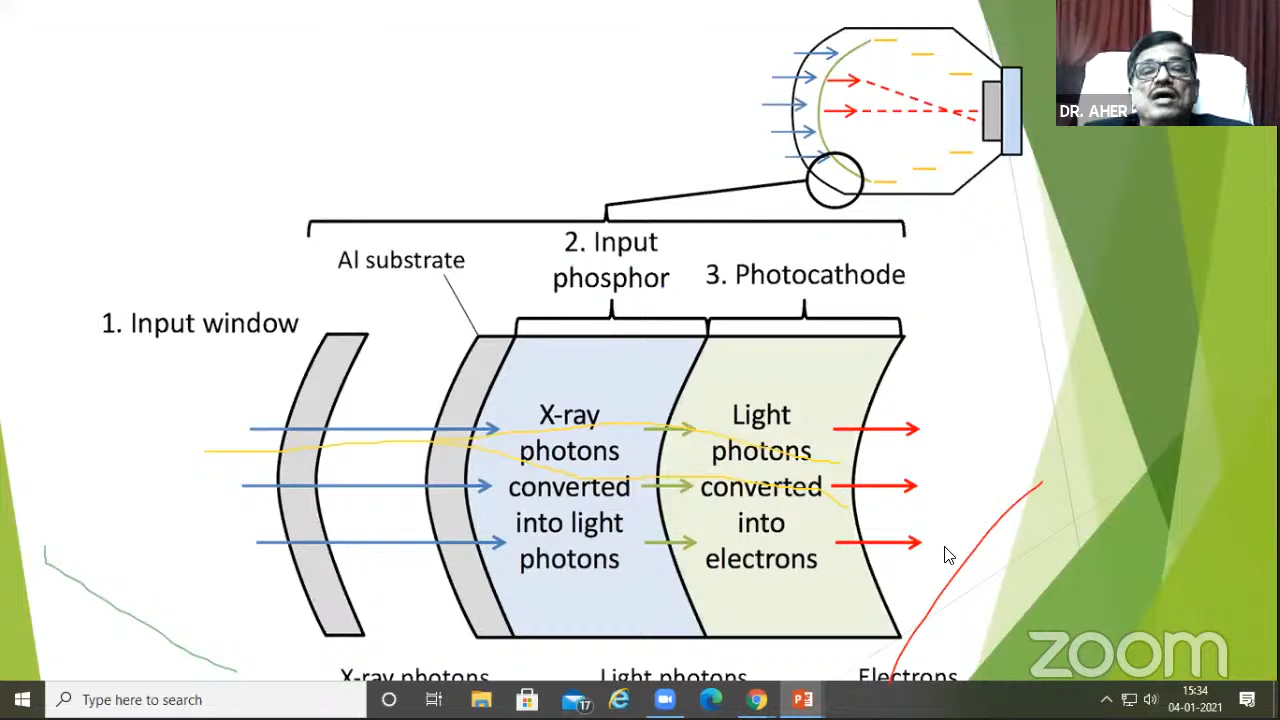 DR. AHER
2. Input
phosphor
Al substrate
3. Photocathode
1. Input window
X-ray
photons
converted
into light
photons
Light
photons
converted
into
electrons
X-ray photons
Light photons
Electrons
zoom
Type here to search
17
15:34
04-01-2021